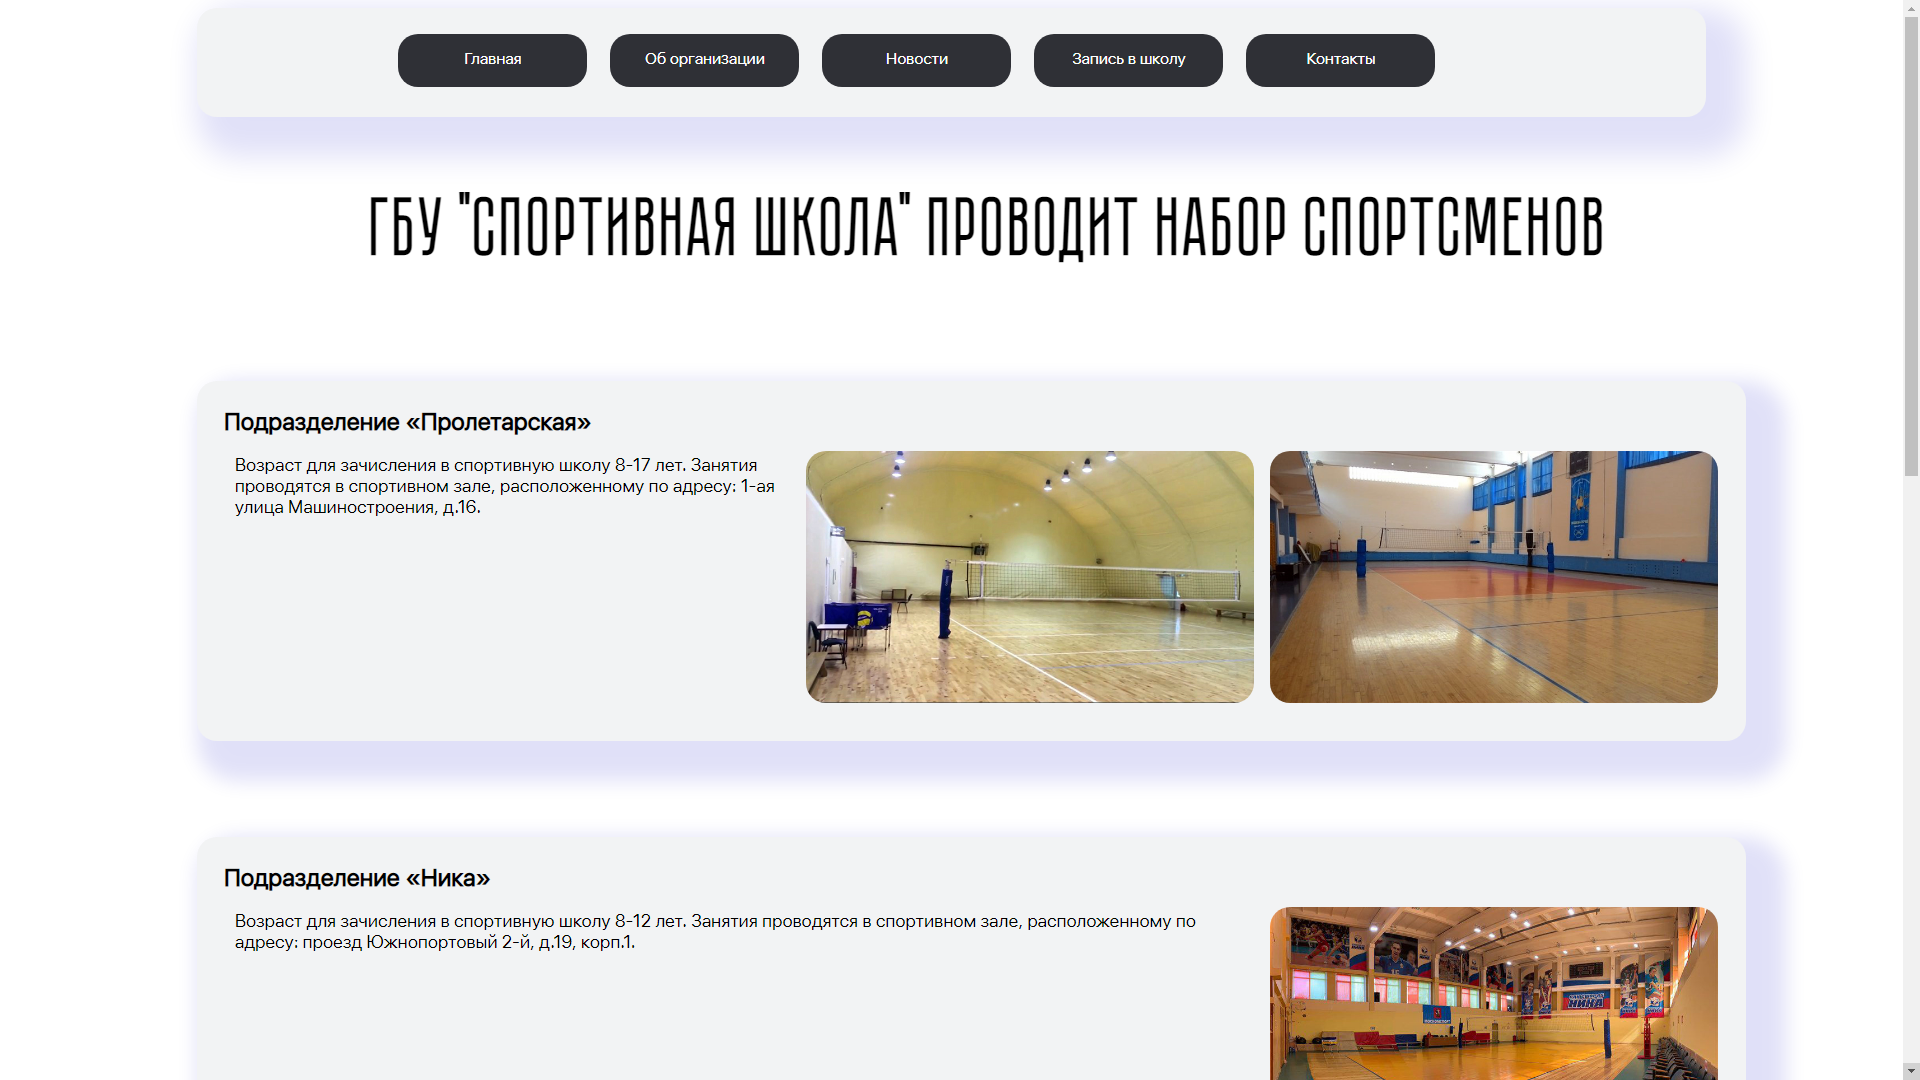 Главная
Об организации
Новости
Запись в школу
Контакты
ГБУ "СПОРТИВНАЯ ШКОЛА" ПРОВОДИТ НАБОР СПОРТСМЕНОВ
Подразделение «Пролетарская»
Возраст для зачисления в спортивную школу 8-17 лет. Занятия
проводятся в спортивном зале, расположенному по адресу: 1-ая
улица Машиностроения, д.16.
Подразделение «Ника»
Возраст для зачисления в спортивную школу 8-12 лет. Занятия проводятся в спортивном зале, расположенному по
адресу: проезд Южнопортовый 2-й, д.19, корп.1.